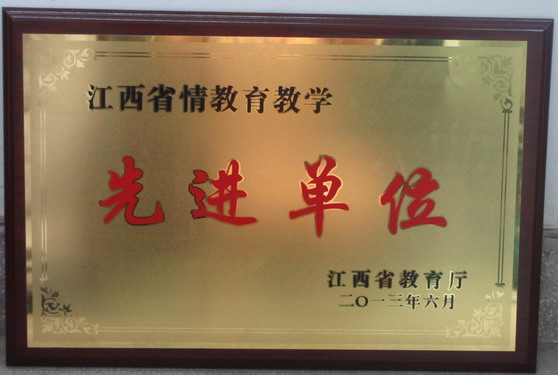 江西省情教育教学
先进单位
江西省教育厅
二〇一三年六月